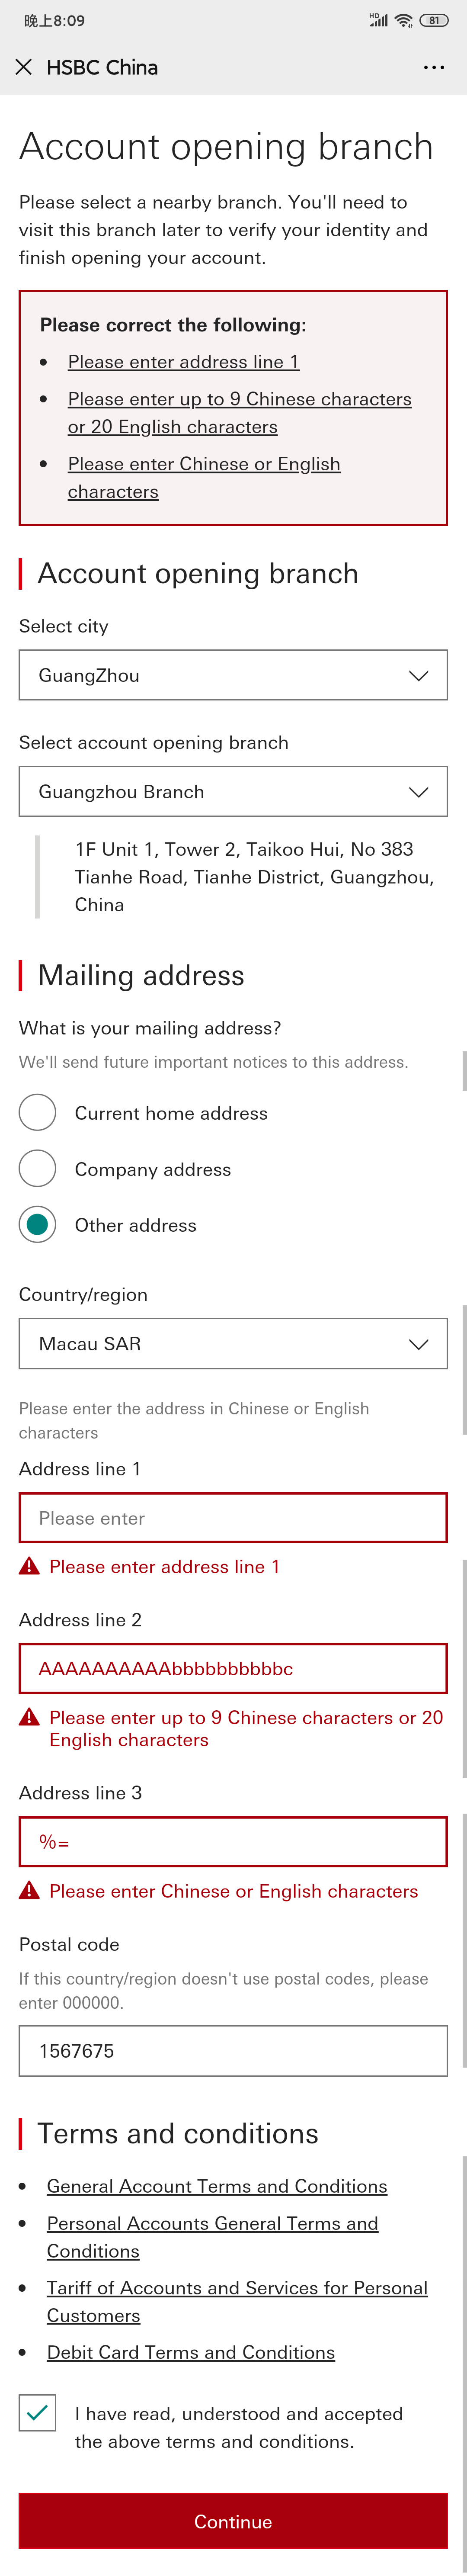 晚上8:09
HD
81
HSBC China
Account opening branch
Please select a nearby branch. You'll need to
visit this branch later to verify your identity and
finish opening your account.
Please correct the following:
Please enter address line 1
Please enter up to 9 Chinese characters
or 20 English characters
Please enter Chinese or English
characters
Account opening branch
Select city
GuangZhou
Select account opening branch
Guangzhou Branch
1F Unit 1, Tower 2, Taikoo Hui, No 383
Tianhe Road, Tianhe District, Guangzhou,
China
Mailing address
What is your mailing address?
We'll send future important notices to this address.
Current home address
Company address
Other address
Country/region
Macau SAR
Please enter the address in Chinese or English
characters
Address line 1
Please enter
Please enter address line 1
Address line 2
AAAAAAAAAAbbbbbbbbbbc
Please enter up to 9 Chinese characters or 20
English characters
Address line 3
%=
Please enter Chinese or English characters
Postal code
If this country/region doesn't use postal codes, please
enter 000000.
1567675
Terms and conditions
General Account Terms and Conditions
Personal Accounts General Terms and
Conditions
Tariff of Accounts and Services for Personal
Customers
Debit Card Terms and Conditions
I have read, understood and accepted
the above terms and conditions.
Continue